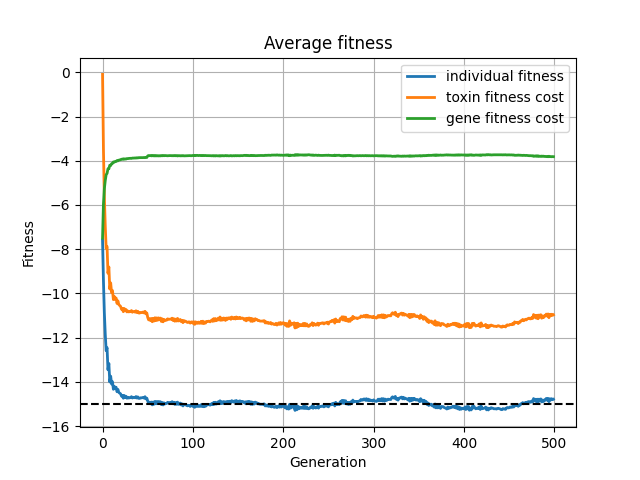 Average fitness
individual fitness
toxin fitness cost
gene fitness cost
Fitness
0
−2
−4
−6
−8
−10
−12
−14
−16
0 100 200 300 400 500
Generation